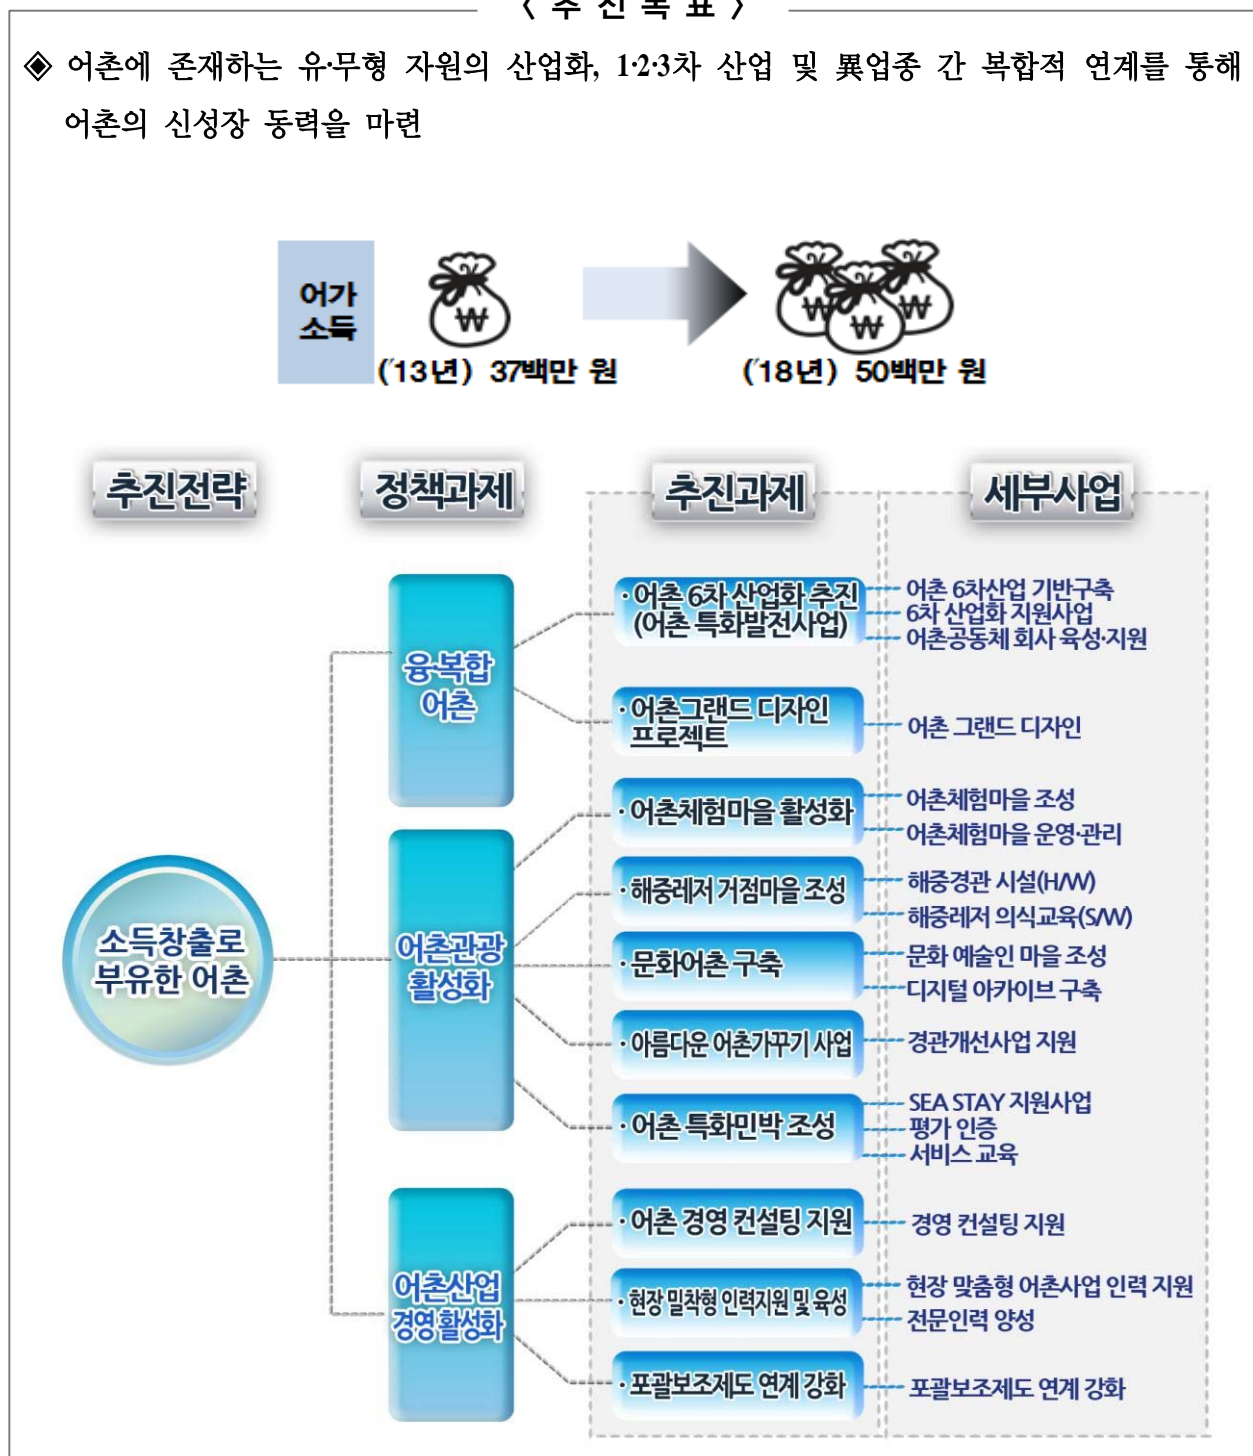 〈 추 진 목 표 〉
◈ 어촌에 존재하는 유·무형 자원의 산업화, 1·2·3차 산업 및 異업종 간 복합적 연계를 통해
어촌의 신성장 동력을 마련
어가
소득
(´13년) 37백만 원
(´18년) 50백만 원
추진전략
정책과제
추진과제
세부사업
소득창출로
부유한 어촌
융·복합
어촌
· 어촌 6차 산업화 추진
(어촌 특화발전사업)
어촌 6차산업 기반구축
6차 산업화 지원사업
어촌공동체 회사 육성·지원
· 어촌그랜드 디자인
프로젝트
어촌 그랜드 디자인
어촌관광
활성화
· 어촌체험마을 활성화
어촌체험마을 조성
어촌체험마을 운영·관리
· 해중레저 거점마을 조성
해중경관 시설(H/W)
해중레저 의식교육(S/W)
· 문화어촌 구축
문화 예술인 마을 조성
디지털 아카이브 구축
· 아름다운 어촌가꾸기 사업
경관개선사업 지원
· 어촌 특화민박 조성
SEA STAY 지원사업
평가 인증
서비스 교육
어촌산업
경영 활성화
· 어촌 경영 컨설팅 지원
경영 컨설팅 지원
· 현장 밀착형 인력지원 및 육성
현장 맞춤형 어촌사업 인력 지원
전문인력 양성
· 포괄보조제도 연계 강화
포괄보조제도 연계 강화